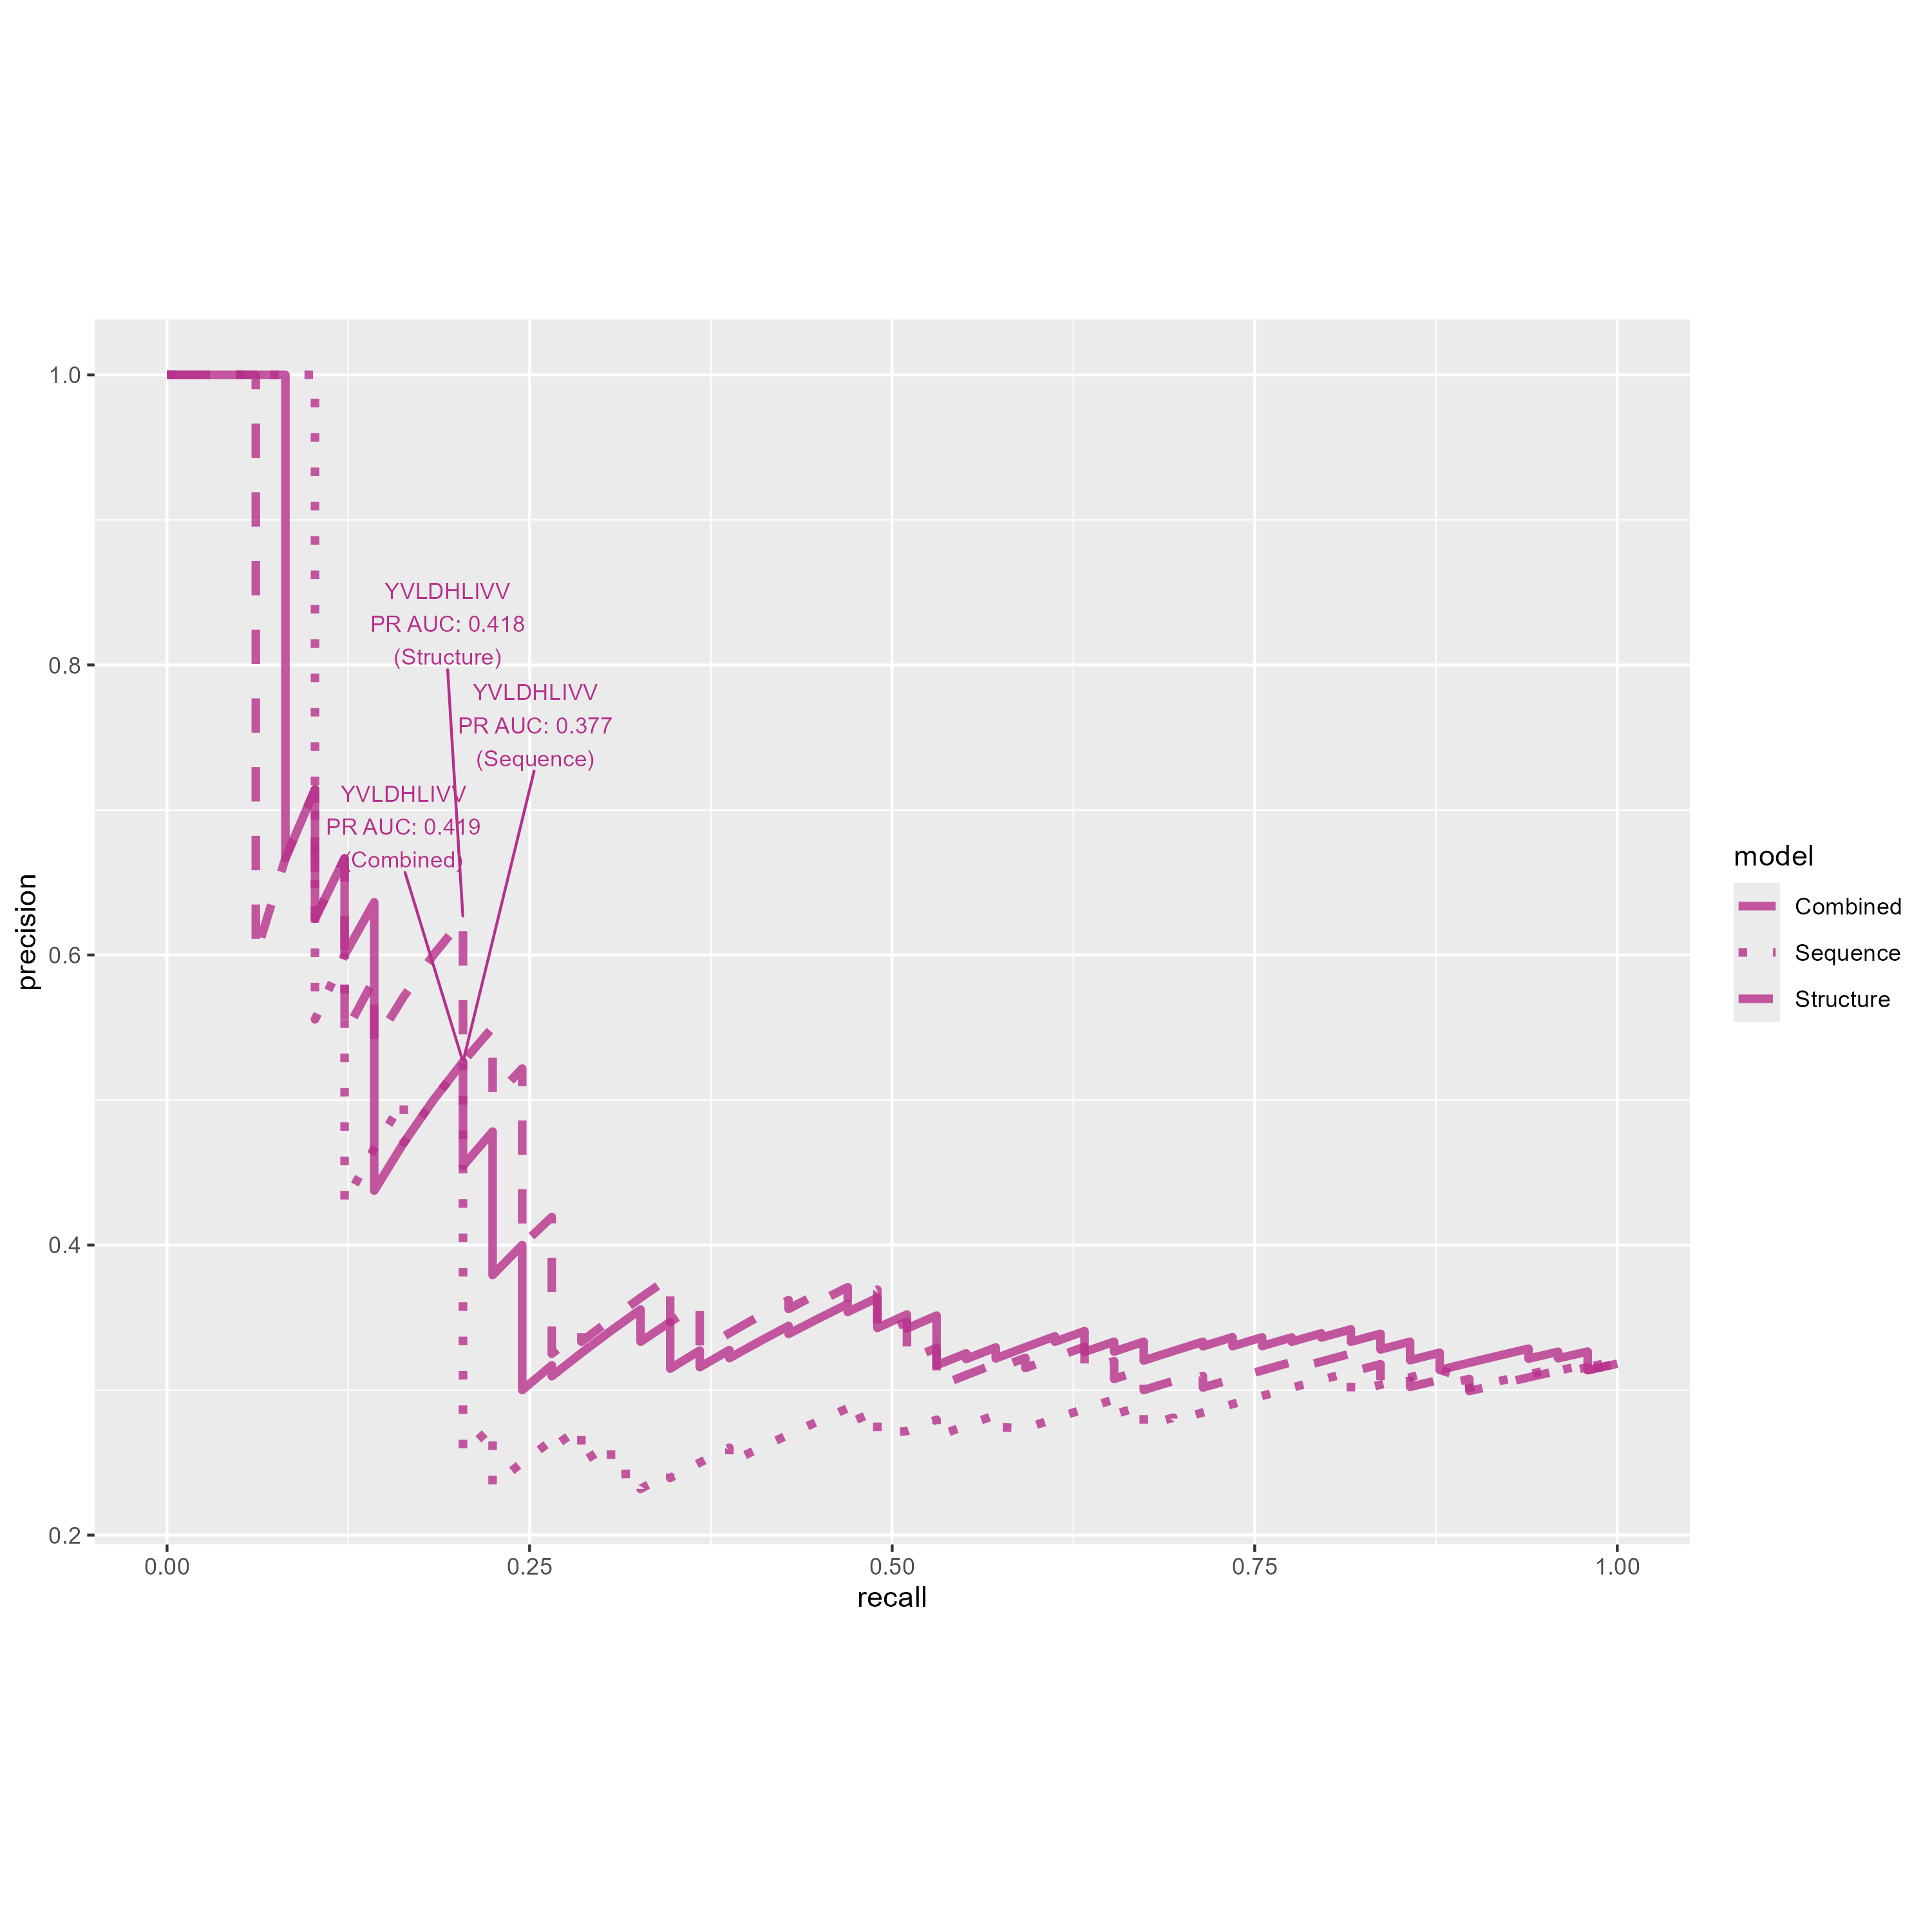 1.0
0.8
0.6
0.4
0.2
precision
YVLDHLIVV
PR AUC: 0.418
(Structure)
YVLDHLIVV
PR AUC: 0.377
(Sequence)
YVLDHLIVV
PR AUC: 0.419
(Combined)
0.00
0.25
0.50
0.75
1.00
recall
model
Combined
Sequence
Structure